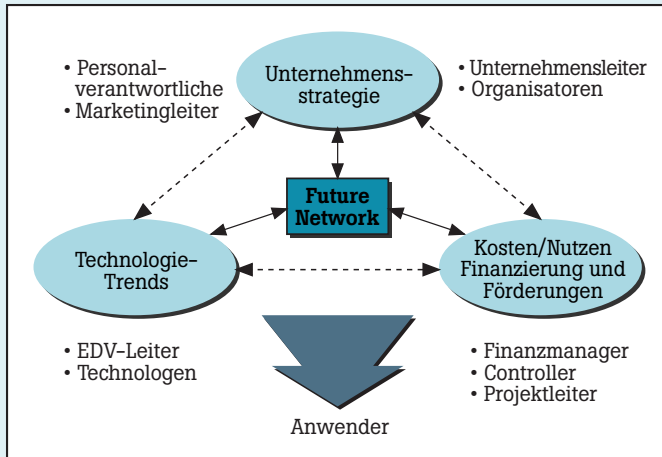 • Personal-
verantwortliche
• Marketingleiter
Unternehmens-
strategie
• Unternehmensleiter
• Organisatoren
Future
Network
Technologie-
Trends
Kosten/Nutzen
Finanzierung und
Förderungen
• EDV-Leiter
• Technologen
• Finanzmanager
• Controller
• Projektleiter
Anwender